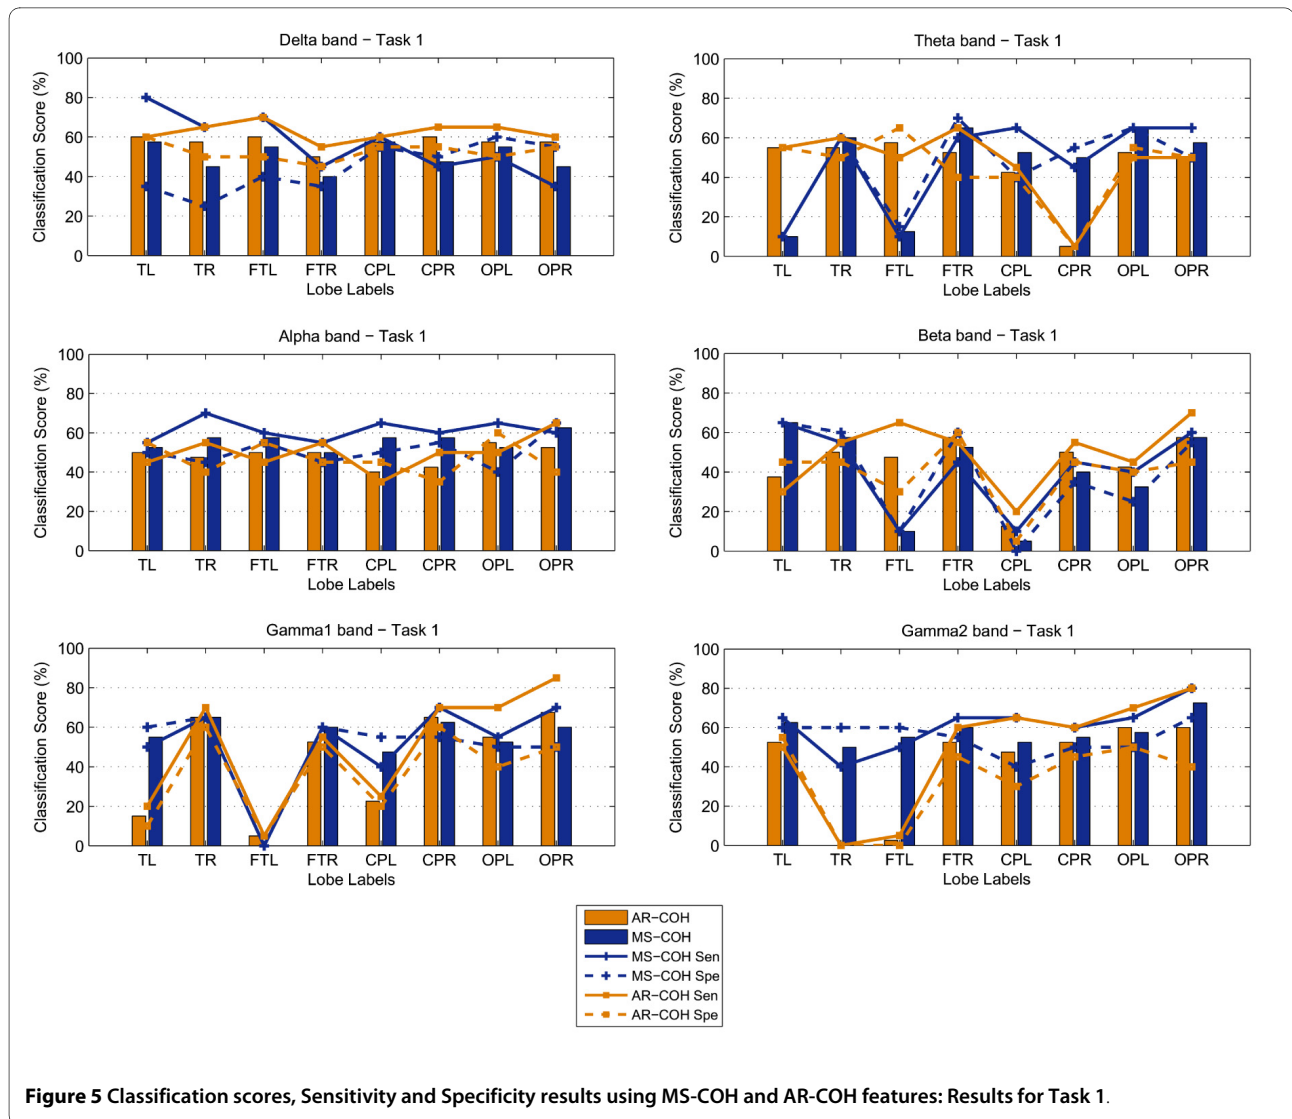 Delta band − Task 1
Classification Score (%)
100
80
60
40
20
0
TL TR FTL FTR CPL CPR OPL OPR
Lobe Labels
Theta band − Task 1
Classification Score (%)
100
80
60
40
20
0
TL TR FTL FTR CPL CPR OPL OPR
Lobe Labels
Alpha band − Task 1
Classification Score (%)
100
80
60
40
20
0
TL TR FTL FTR CPL CPR OPL OPR
Lobe Labels
Beta band − Task 1
Classification Score (%)
100
80
60
40
20
0
TL TR FTL FTR CPL CPR OPL OPR
Lobe Labels
Gamma1 band − Task 1
Classification Score (%)
100
80
60
40
20
0
TL TR FTL FTR CPL CPR OPL OPR
Lobe Labels
Gamma2 band − Task 1
Classification Score (%)
100
80
60
40
20
0
TL TR FTL FTR CPL CPR OPL OPR
Lobe Labels
AR−COH
MS−COH
MS−COH Sen
MS−COH Spe
AR−COH Sen
AR−COH Spe
Figure 5 Classification scores, Sensitivity and Specificity results using MS-COH and AR-COH features: Results for Task 1.